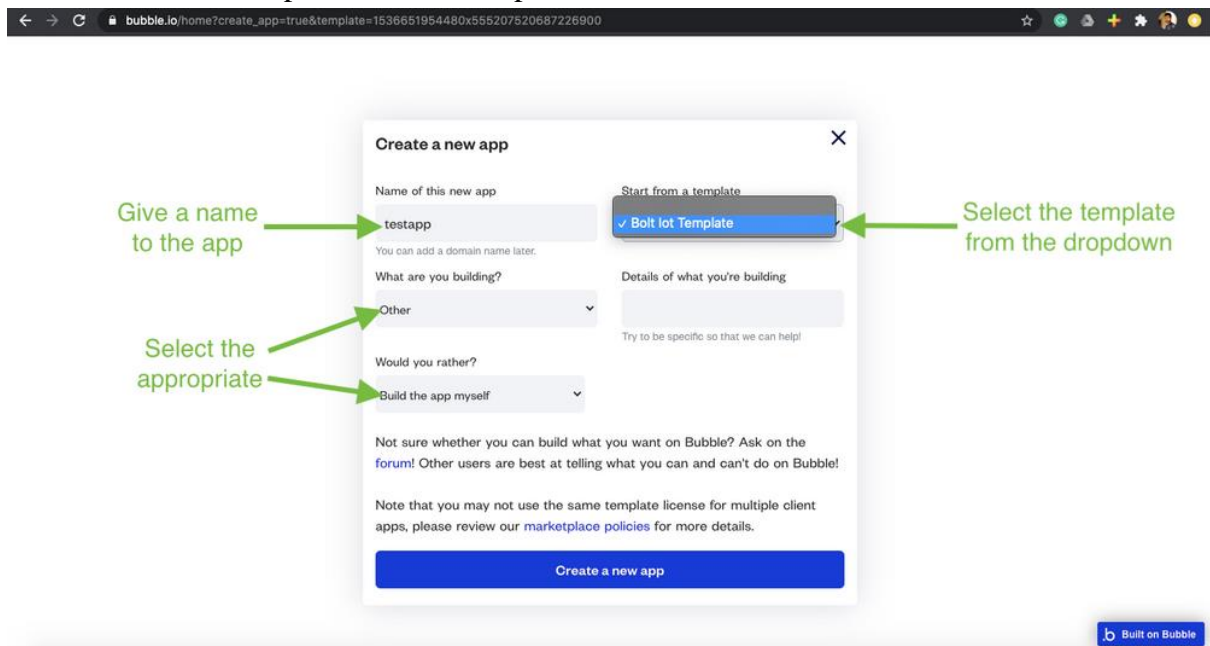 bubble.io/home?create_app=true&template=1536651954480x555207520687226900
Create a new app
Name of this new app
Start from a template
Give a name
to the app
testapp
✓ Bolt Iot Template
Select the template
from the dropdown
You can add a domain name later.
What are you building?
Details of what you're building
Other
Try to be specific so that we can help!
Select the
appropriate
Would you rather?
Build the app myself
Not sure whether you can build what you want on Bubble? Ask on the
forum! Other users are best at telling what you can and can't do on Bubble!
Note that you may not use the same template license for multiple client
apps, please review our marketplace policies for more details.
Create a new app
Built on Bubble